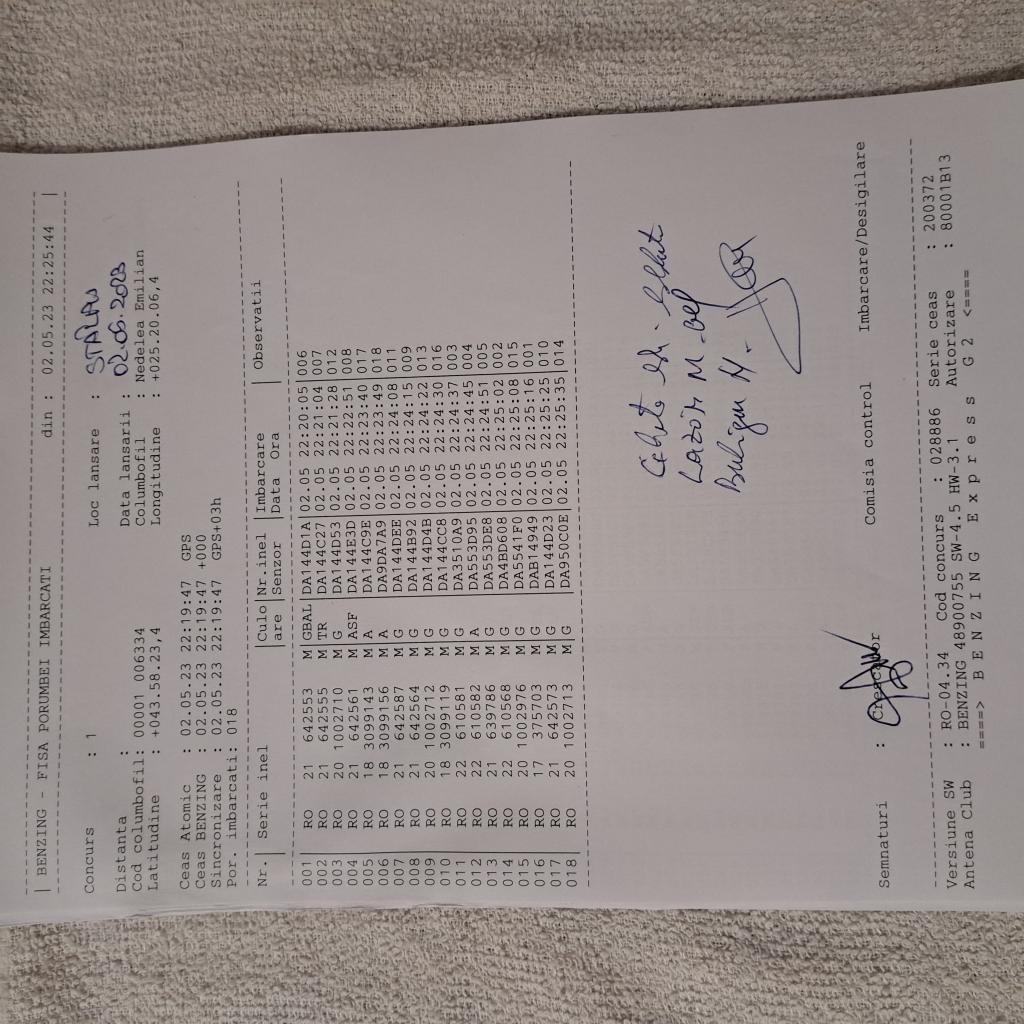 | BENZING - FISA PORUMBEI IMBARCATI din : 02.05.23 22:25:44 |
Concurs : 1 Loc lansare : STÂLPU
Distanta : Data lansarii : 02.05.2023
Cod columbofil: 00001 006334 Columbofil : Nedelea Emilian
Latitudine : +043.58.23,4 Longitudine : +025.20.06,4
Ceas Atomic : 02.05.23 22:19:47 GPS
Ceas BENZING : 02.05.23 22:19:47 +000
Sincronizare : 02.05.23 22:19:47 GPS+03h
Por. imbarcati: 018
Nr. | Serie inel |Culo|Nr.inel |Imbarcare | Observatii
|are |Senzor |Data Ora |
001 RO 21 642553 M|GBAL|DA144D1A|02.05 22:20:05|006
002 RO 21 642555 M|TR |DA144C27|02.05 22:21:04|007
003 RO 20 1002710 M|G |DA144D53|02.05 22:21:28|012
004 RO 21 642561 M|ASF |DA144E3D|02.05 22:22:51|008
005 RO 18 3099143 M|A |DA144C9E|02.05 22:23:40|017
006 RO 18 3099156 M|A |DA9DA7A9|02.05 22:23:49|018
007 RO 21 642587 M|G |DA144DEE|02.05 22:24:08|011
008 RO 21 642564 M|G |DA144B92|02.05 22:24:15|009
009 RO 20 1002712 M|G |DA144D4B|02.05 22:24:22|013
010 RO 18 3099119 M|G |DA144CC8|02.05 22:24:30|016
011 RO 22 610581 M|G |DA3510A9|02.05 22:24:37|003
012 RO 22 610582 M|A |DA553D95|02.05 22:24:45|004
013 RO 21 639786 M|G |DA553DE8|02.05 22:24:51|005
014 RO 22 610568 M|G |DA4BD608|02.05 22:25:02|002
015 RO 20 1002976 M|G |DA5541F0|02.05 22:25:08|015
016 RO 17 375703 M|G |DAB14949|02.05 22:25:16|001
017 RO 21 642573 M|G |DA144D23|02.05 22:25:25|010
018 RO 20 1002713 M|G |DA950C0E|02.05 22:25:35|014
Lazăr M
Semnaturi : Crescator Comisia control Imbarcare/Desigilare
Versiune SW : RO-04.34 Cod concurs : 028886 Serie ceas : 200372
Antena Club : BENZING 48900755 SW-4.5 HW-3.1 Autorizare : 80001B13
====> B E N Z I N G E x p r e s s G 2 <====